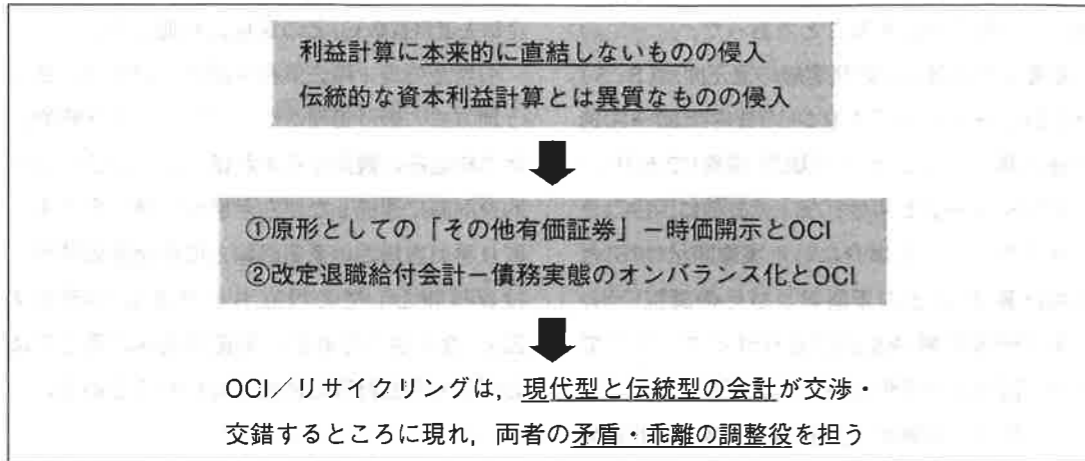 利益計算に本来的に直結しないものの侵入
伝統的な資本利益計算とは異質なものの侵入
①原形としての「その他有価証券」－時価開示とOCI
②改定退職給付会計－債務実態のオンバランス化とOCI
OCI／リサイクリングは，現代型と伝統型の会計が交渉・
交錯するところに現れ，両者の矛盾・乖離の調整役を担う